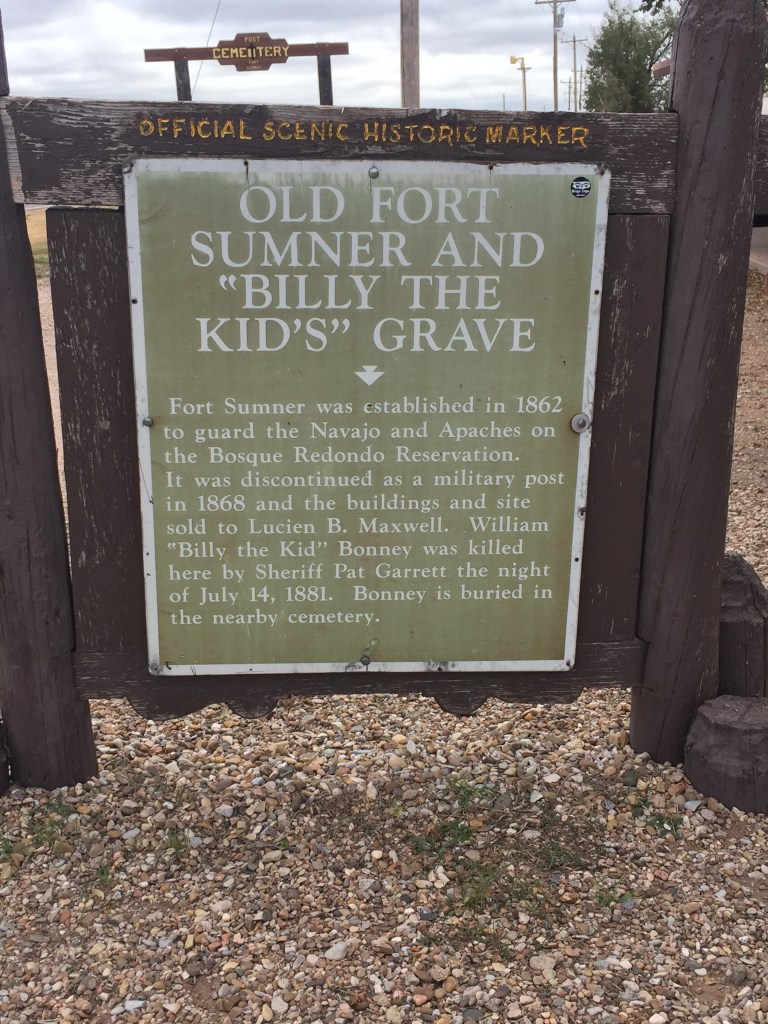 POST
CEMETERY
OFFICIAL SCENIC HISTORIC MARKER
OLD FORT
SUMNER AND
"BILLY THE
KID'S" GRAVE
Fort Sumner was established in 1862
to guard the Navajo and Apaches on
the Bosque Redondo Reservation.
It was discontinued as a military post
in 1868 and the buildings and site
sold to Lucien B. Maxwell. William
"Billy the Kid" Bonney was killed
here by Sheriff Pat Garrett the night
of July 14, 1881. Bonney is buried in
the nearby cemetery.